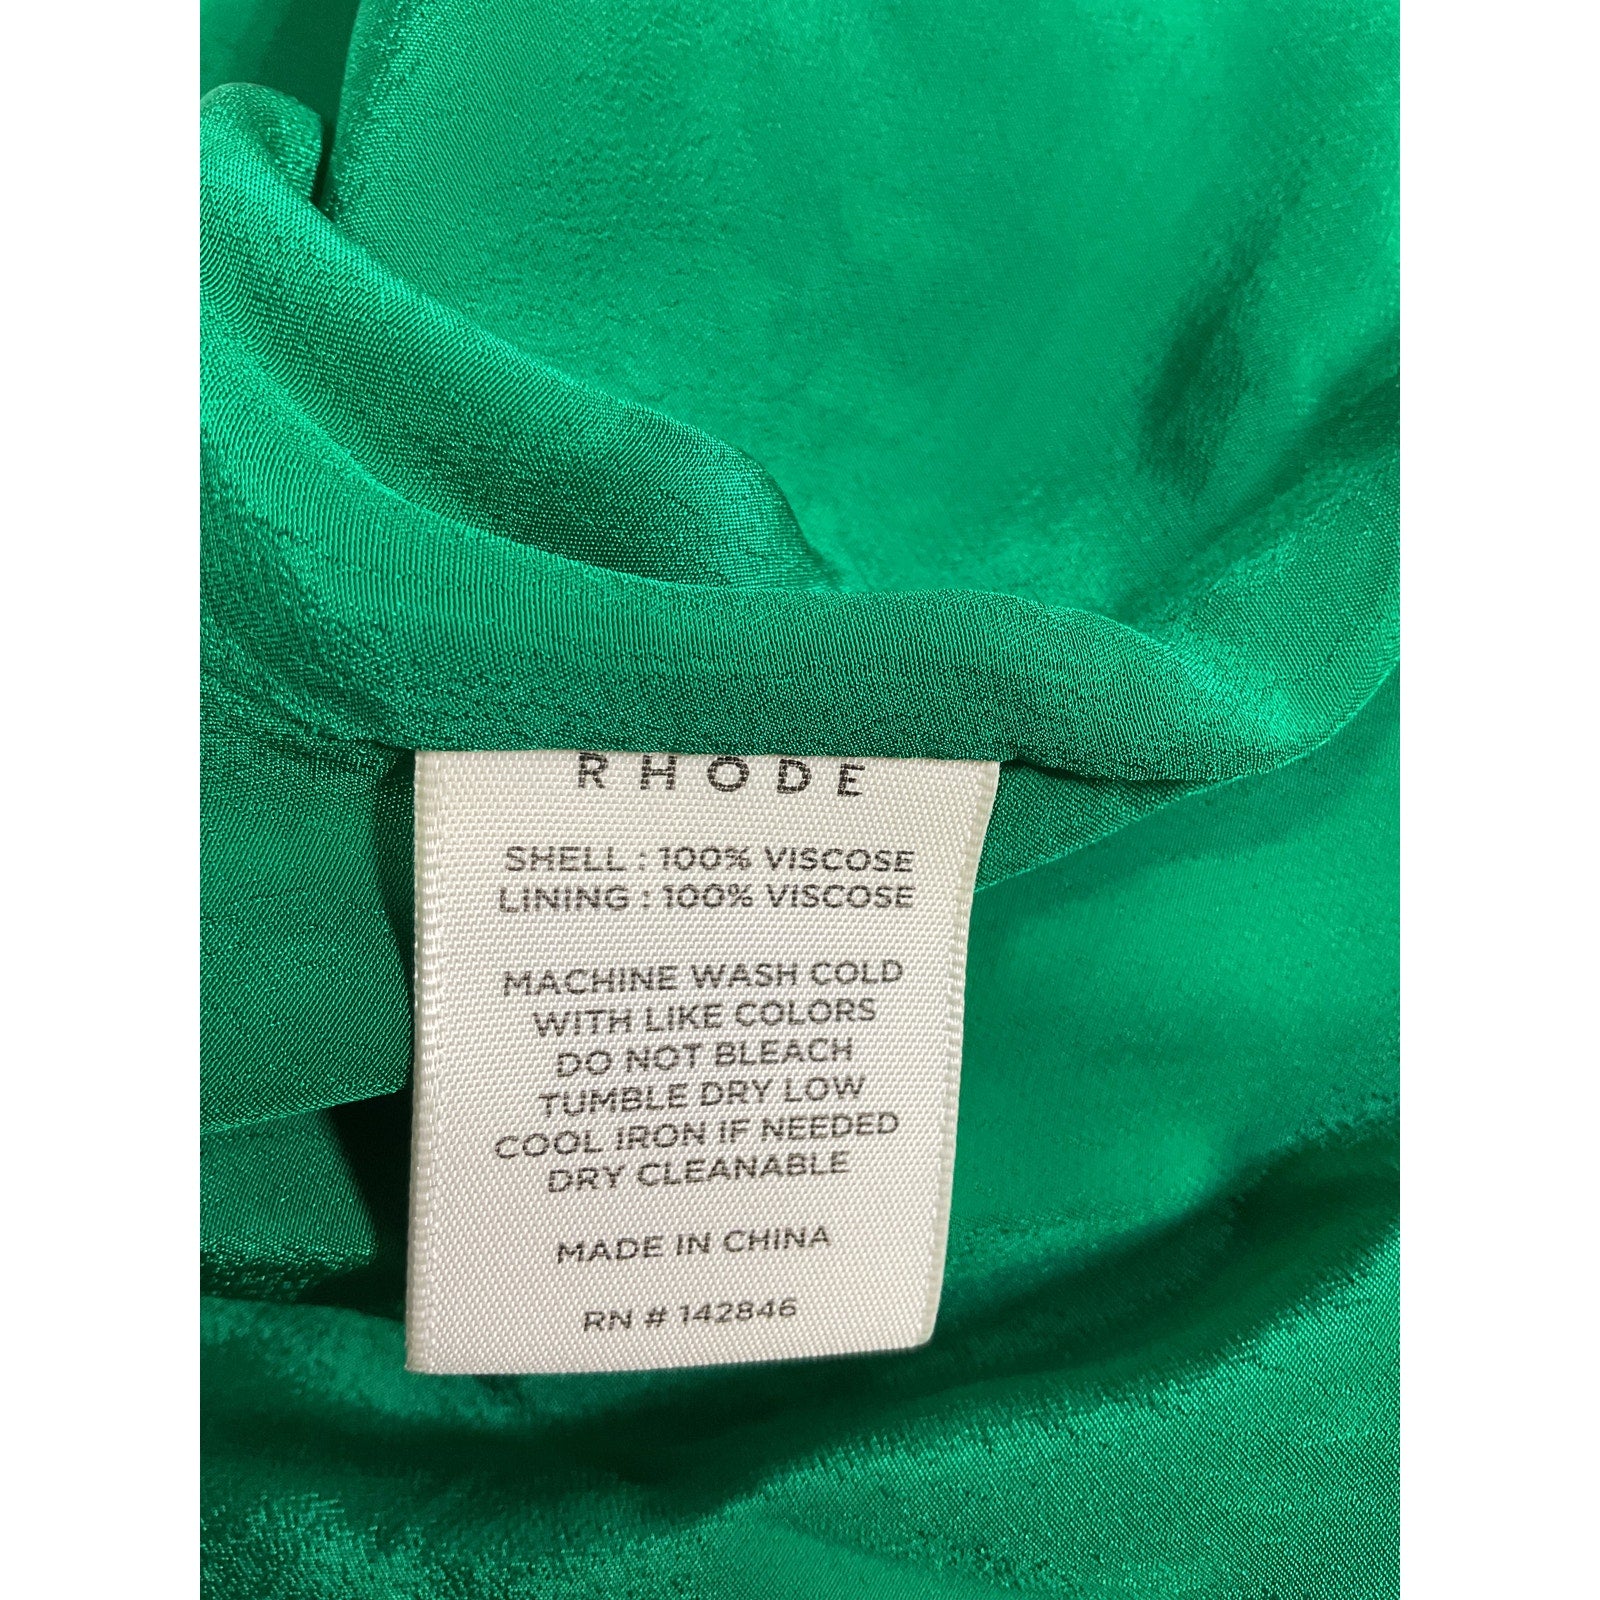 RHODE
SHELL : 100% VISCOSE
LINING : 100% VISCOSE
MACHINE WASH COLD
WITH LIKE COLORS
DO NOT BLEACH
TUMBLE DRY LOW
COOL IRON IF NEEDED
DRY CLEANABLE
MADE IN CHINA
RN # 142846